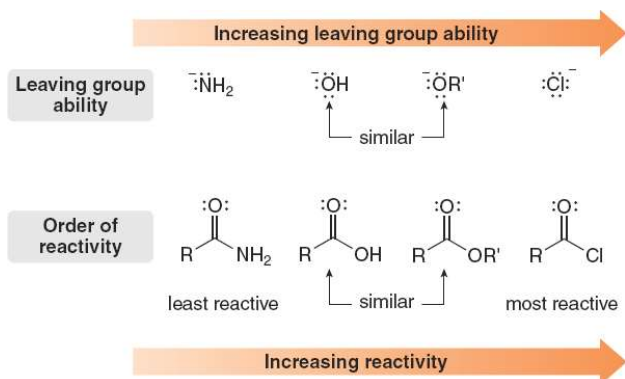 Increasing leaving group ability
Leaving group ability
⁻:N̈H₂ ⁻:ÖH ⁻:ÖR' :C̈l:⁻
similar
Order of reactivity
:O: :O: :O: :O:
R NH₂ R OH R OR' R Cl
least reactive similar most reactive
Increasing reactivity